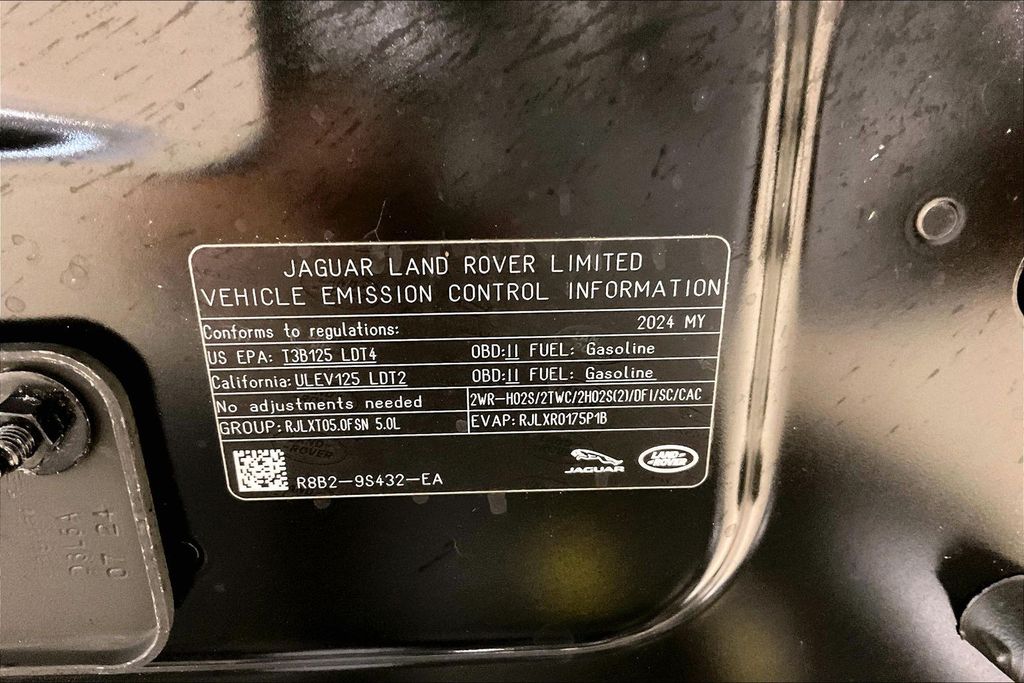 JAGUAR LAND ROVER LIMITED
VEHICLE EMISSION CONTROL INFORMATION
Conforms to regulations: 2024 MY
US EPA: T3B125 LDT4 OBD:II FUEL: Gasoline
California: ULEV125 LDT2 OBD:II FUEL: Gasoline
No adjustments needed 2WR-HO2S/2TWC/2HO2S(2)/DFI/SC/CAC
GROUP: RJLXT05.0FSN 5.0L EVAP: RJLXR0175P1B
R8B2-9S432-EA
JAGUAR
LAND ROVER
07 24